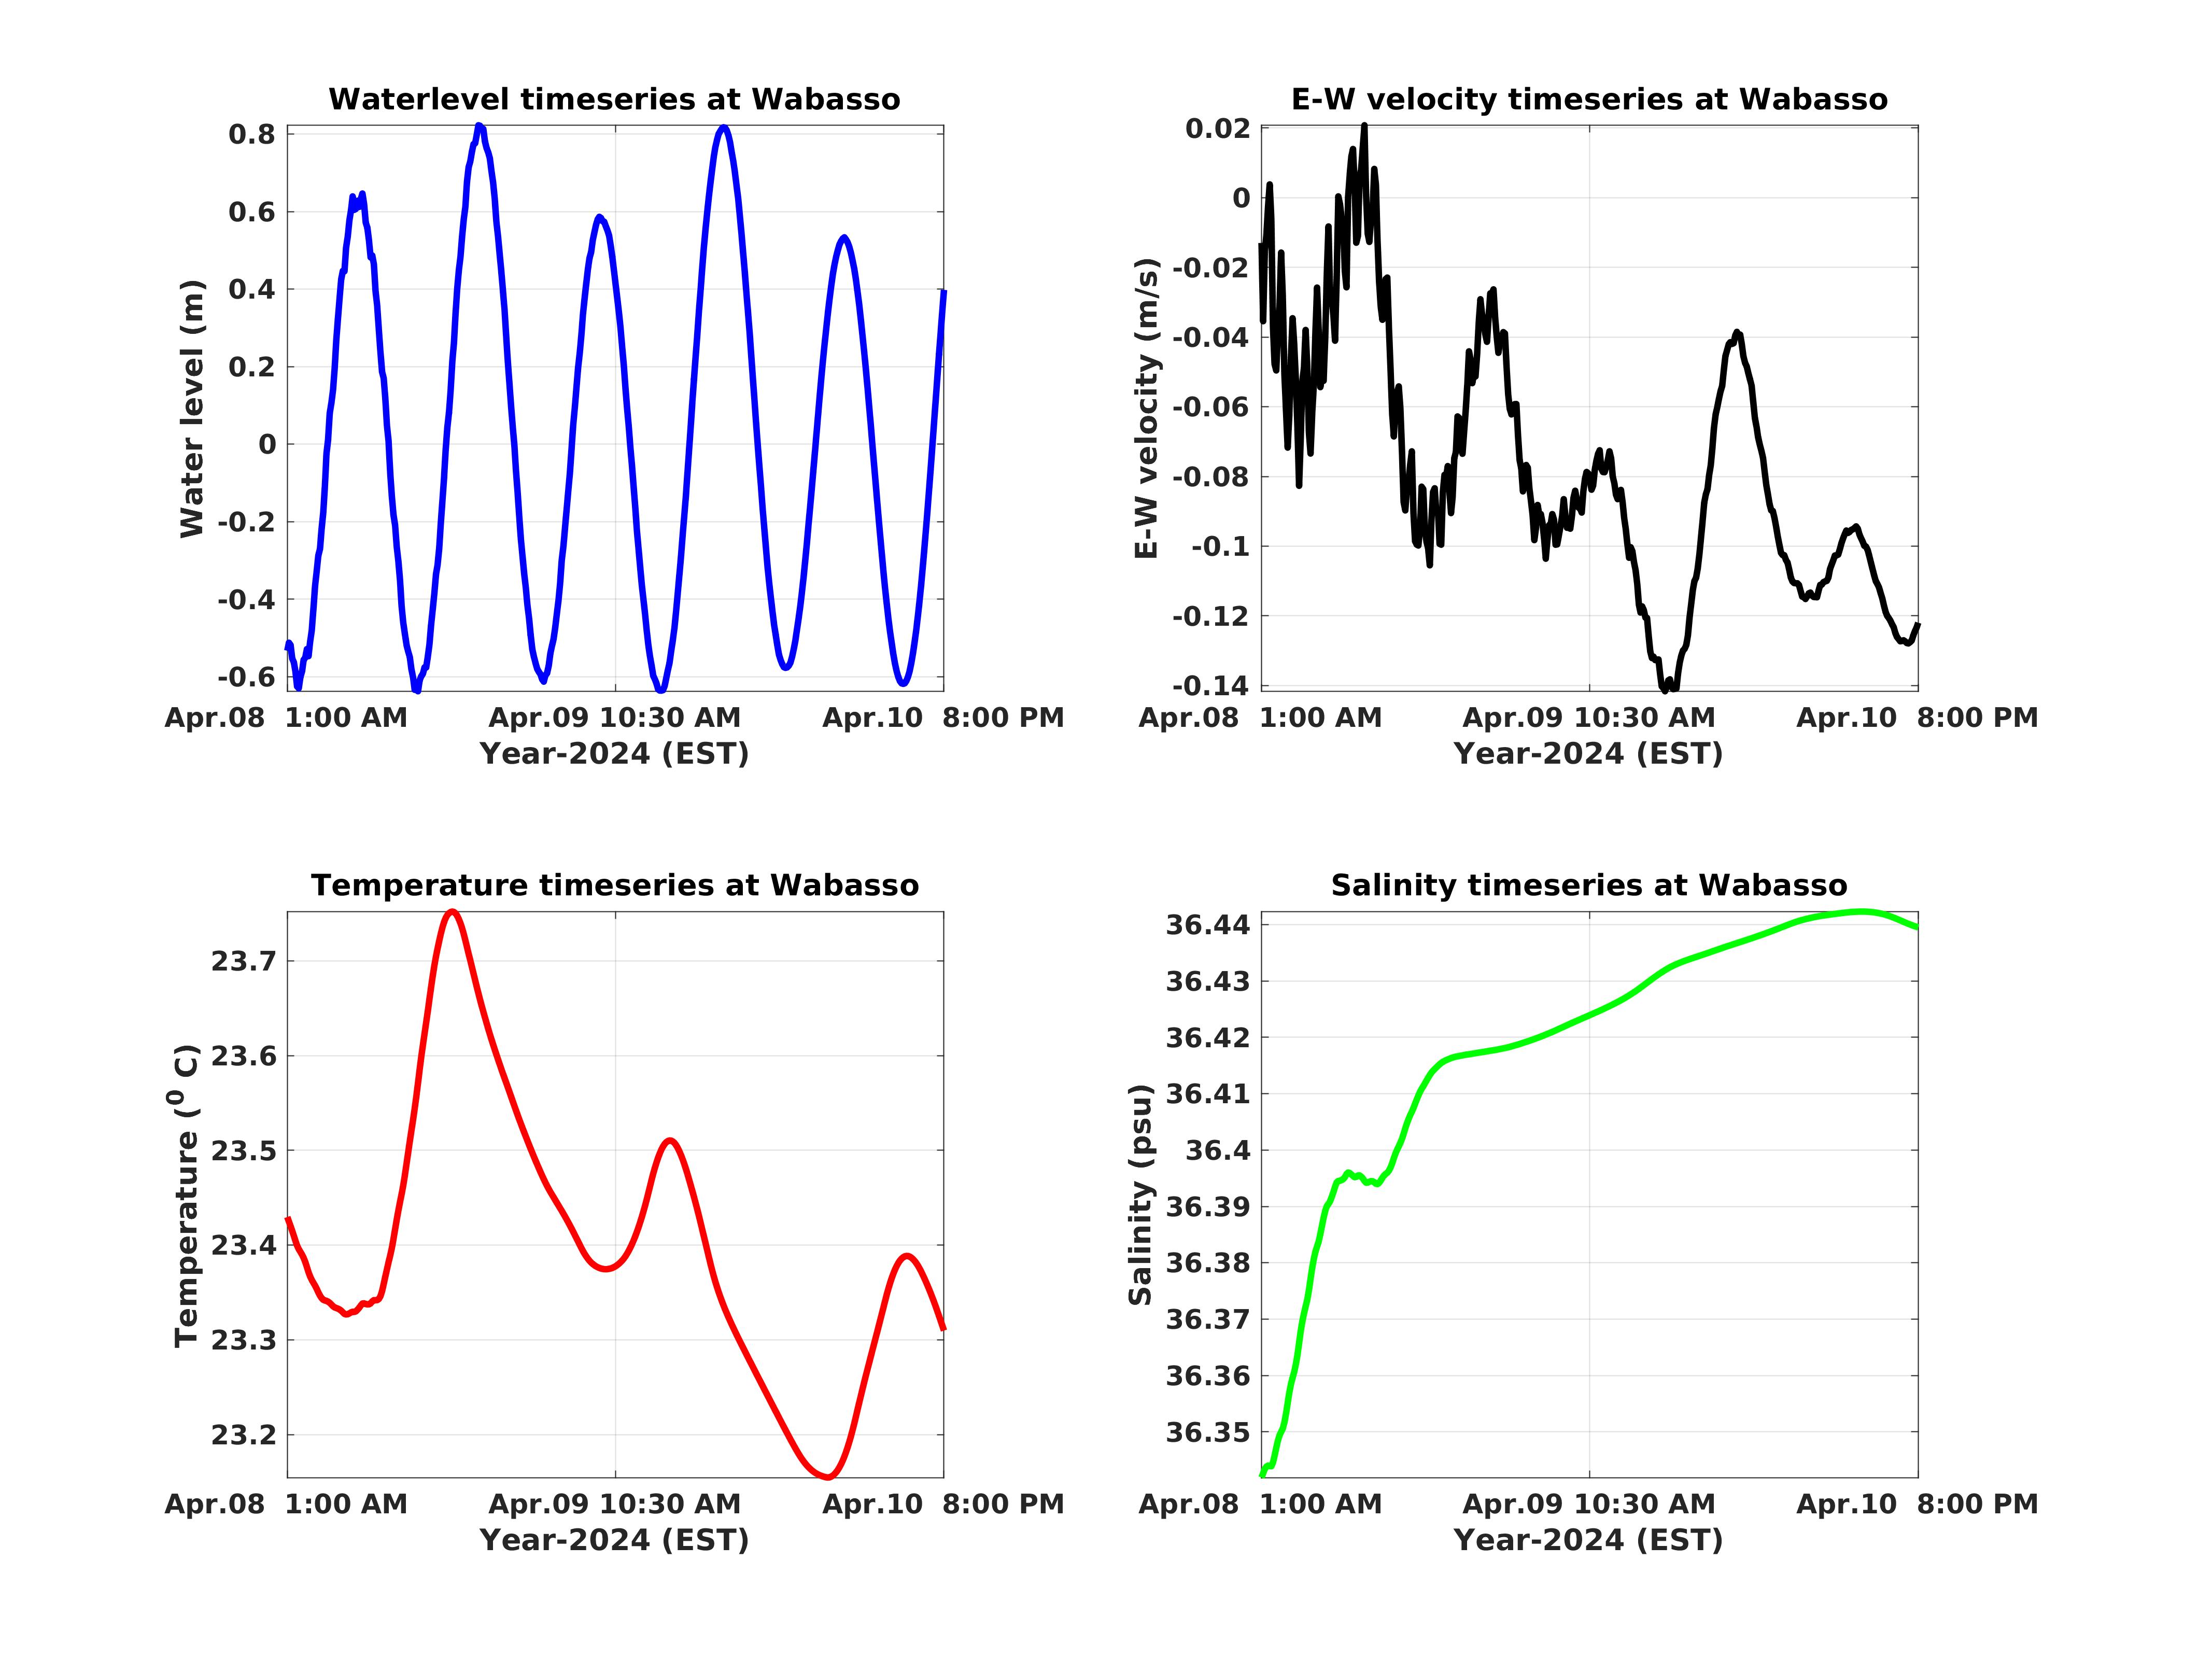 Waterlevel timeseries at Wabasso
0.8
0.6
0.4
0.2
0
-0.2
-0.4
-0.6
Water level (m)
Apr.08 1:00 AM Apr.09 10:30 AM Apr.10 8:00 PM
Year-2024 (EST)
E-W velocity timeseries at Wabasso
0.02
0
-0.02
-0.04
-0.06
-0.08
-0.1
-0.12
-0.14
E-W velocity (m/s)
Apr.08 1:00 AM Apr.09 10:30 AM Apr.10 8:00 PM
Year-2024 (EST)
Temperature timeseries at Wabasso
23.7
23.6
23.5
23.4
23.3
23.2
Temperature (⁰ C)
Apr.08 1:00 AM Apr.09 10:30 AM Apr.10 8:00 PM
Year-2024 (EST)
Salinity timeseries at Wabasso
36.44
36.43
36.42
36.41
36.4
36.39
36.38
36.37
36.36
36.35
Salinity (psu)
Apr.08 1:00 AM Apr.09 10:30 AM Apr.10 8:00 PM
Year-2024 (EST)